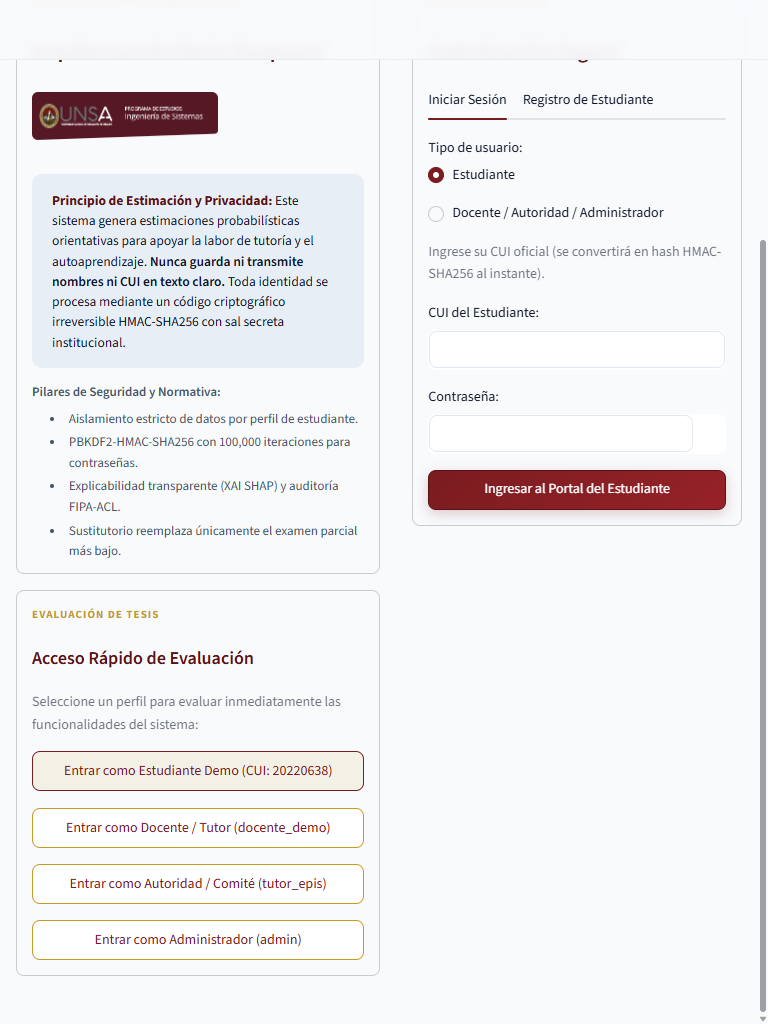 UNSA
PROGRAMA DE ESTUDIOS
Ingeniería de Sistemas
Principio de Estimación y Privacidad: Este
sistema genera estimaciones probabilísticas
orientativas para apoyar la labor de tutoría y el
autoaprendizaje. Nunca guarda ni transmite
nombres ni CUI en texto claro. Toda identidad se
procesa mediante un código criptográfico
irreversible HMAC-SHA256 con sal secreta
institucional.
Pilares de Seguridad y Normativa:
• Aislamiento estricto de datos por perfil de estudiante.
• PBKDF2-HMAC-SHA256 con 100,000 iteraciones para
contraseñas.
• Explicabilidad transparente (XAI SHAP) y auditoría
FIPA-ACL.
• Sustitutorio reemplaza únicamente el examen parcial
más bajo.
EVALUACIÓN DE TESIS
Acceso Rápido de Evaluación
Seleccione un perfil para evaluar inmediatamente las
funcionalidades del sistema:
Entrar como Estudiante Demo (CUI: 20220638)
Entrar como Docente / Tutor (docente_demo)
Entrar como Autoridad / Comité (tutor_epis)
Entrar como Administrador (admin)
Iniciar Sesión
Registro de Estudiante
Tipo de usuario:
Estudiante
Docente / Autoridad / Administrador
Ingrese su CUI oficial (se convertirá en hash HMAC-
SHA256 al instante).
CUI del Estudiante:
Contraseña:
Ingresar al Portal del Estudiante